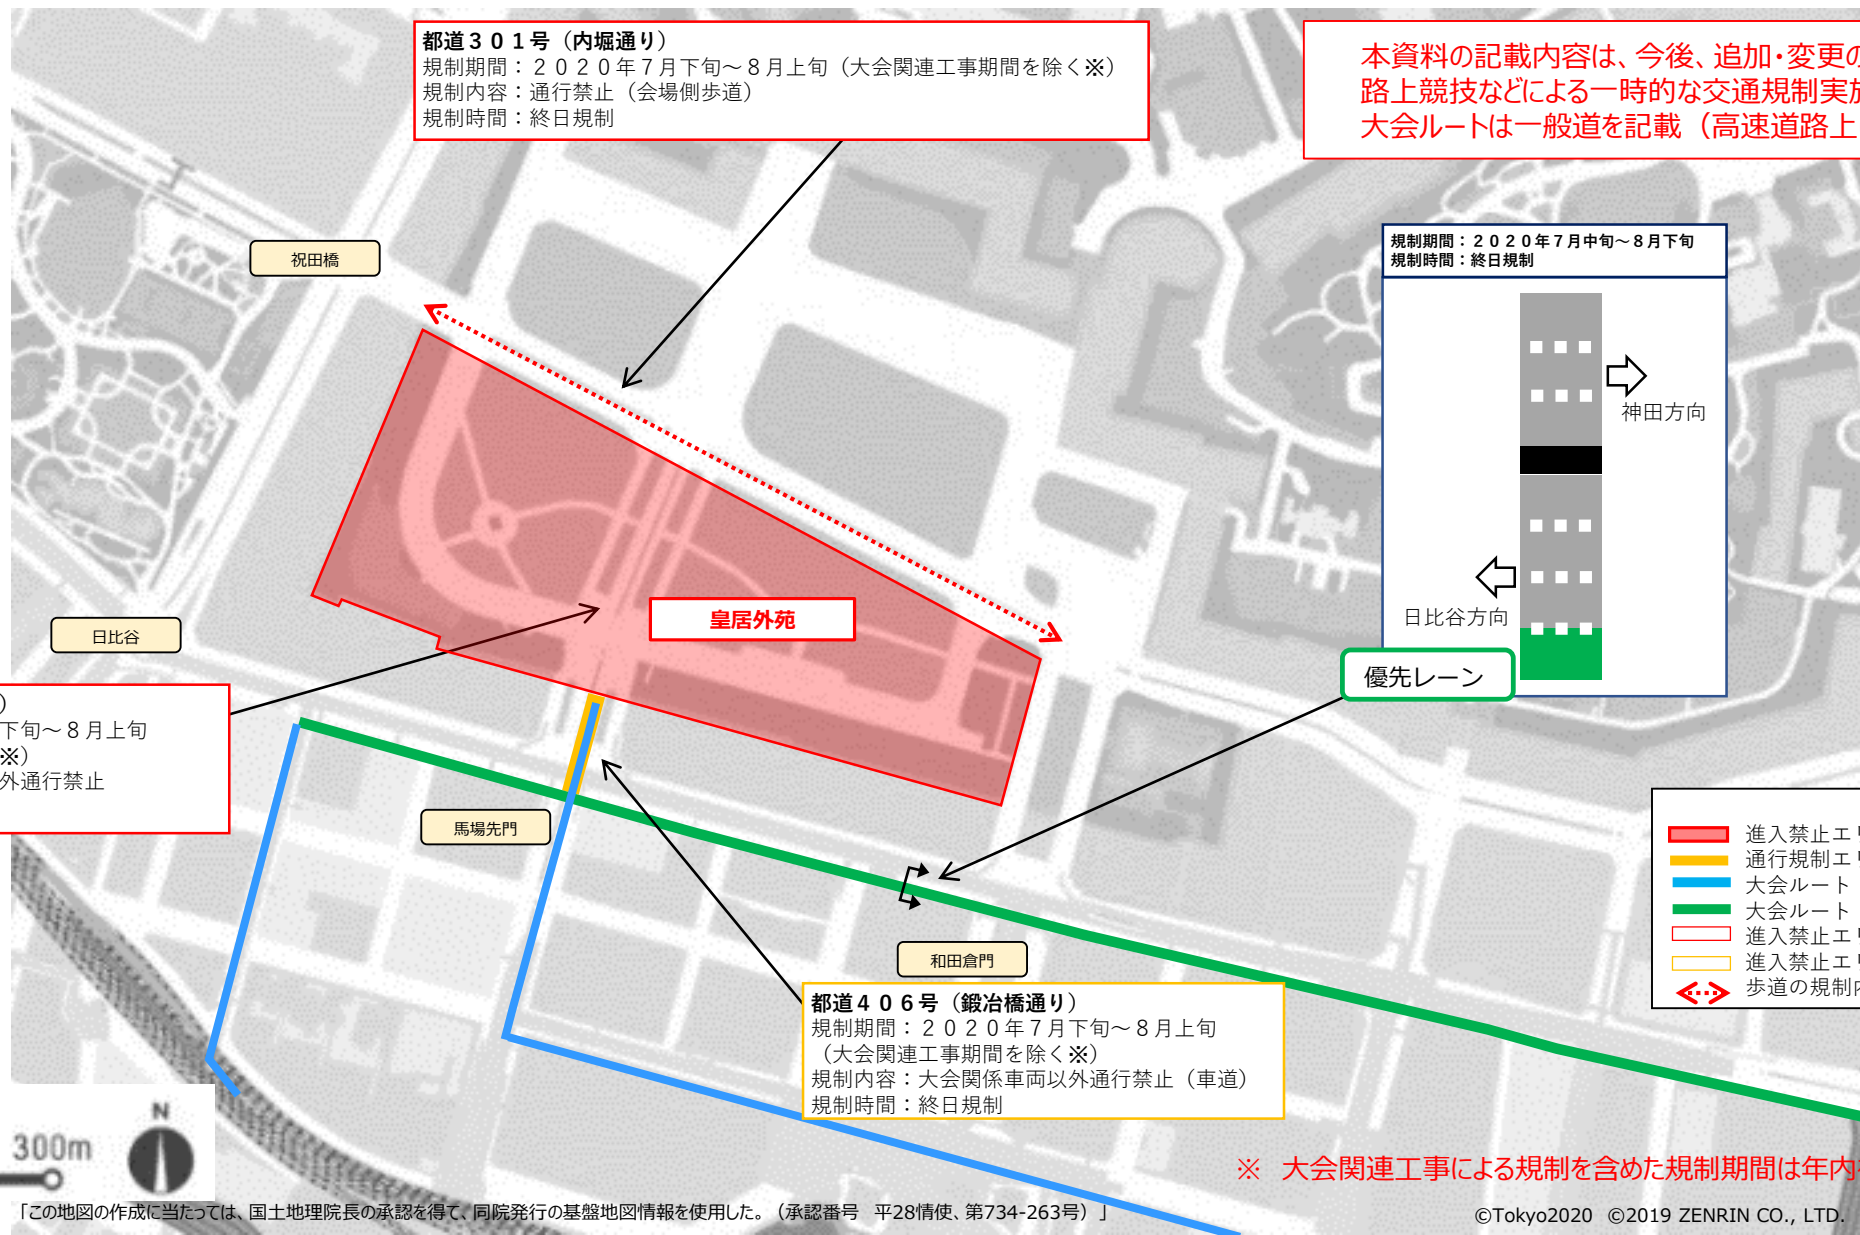 都道３０１号（内堀通り）
規制期間：２０２０年７月下旬～８月上旬（大会関連工事期間を除く※）
規制内容：通行禁止（会場側歩道）
規制時間：終日規制
本資料の記載内容は、今後、追加・変更の
路上競技などによる一時的な交通規制実施
大会ルートは一般道を記載（高速道路上
祝田橋
規制期間：２０２０年７月中旬～８月下旬
規制時間：終日規制
神田方向
日比谷方向
優先レーン
皇居外苑
日比谷
）
下旬～８月上旬
※）
外通行禁止
馬場先門
和田倉門
進入禁止エリ
通行規制エリ
大会ルート
大会ルート
進入禁止エリ
進入禁止エリ
歩道の規制内
都道４０６号（鍛冶橋通り）
規制期間：２０２０年７月下旬～８月上旬
（大会関連工事期間を除く※）
規制内容：大会関係車両以外通行禁止（車道）
規制時間：終日規制
N
300m
※　大会関連工事による規制を含めた規制期間は年内
「この地図の作成に当たっては、国土地理院長の承認を得て、同院発行の基盤地図情報を使用した。（承認番号　平28情使、第734-263号）」
©Tokyo2020　©2019 ZENRIN CO., LTD.